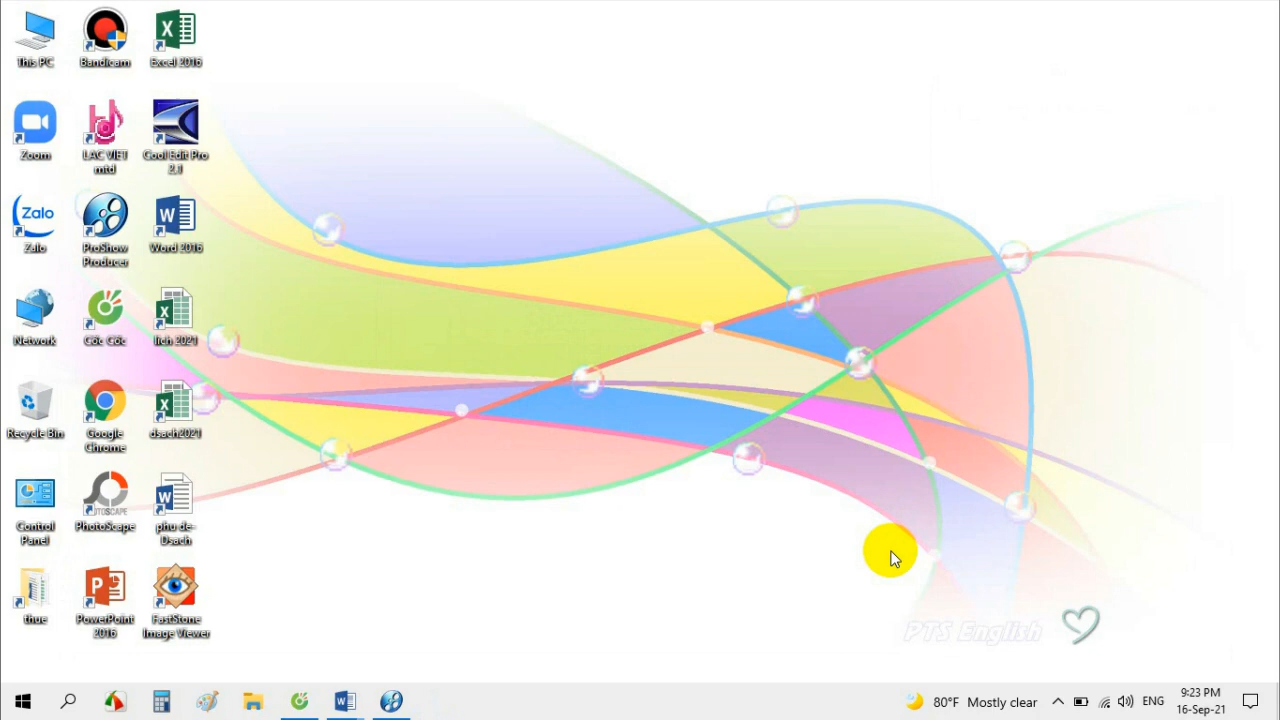 This PC
Bandicam
Excel 2016
Zoom
LAC VIET
mtd
Cool Edit Pro
2.1
Zalo
Zalo
ProShow
Producer
Word 2016
Network
Cốc Cốc
lich 2021
Recycle Bin
Google
Chrome
dsach2021
Control
Panel
OTOSCAPE
PhotoScape
phu de-
Dsach
thue
PowerPoint
2016
FastStone
Image Viewer
PTS English
80°F Mostly clear
ENG
9:23 PM
16-Sep-21